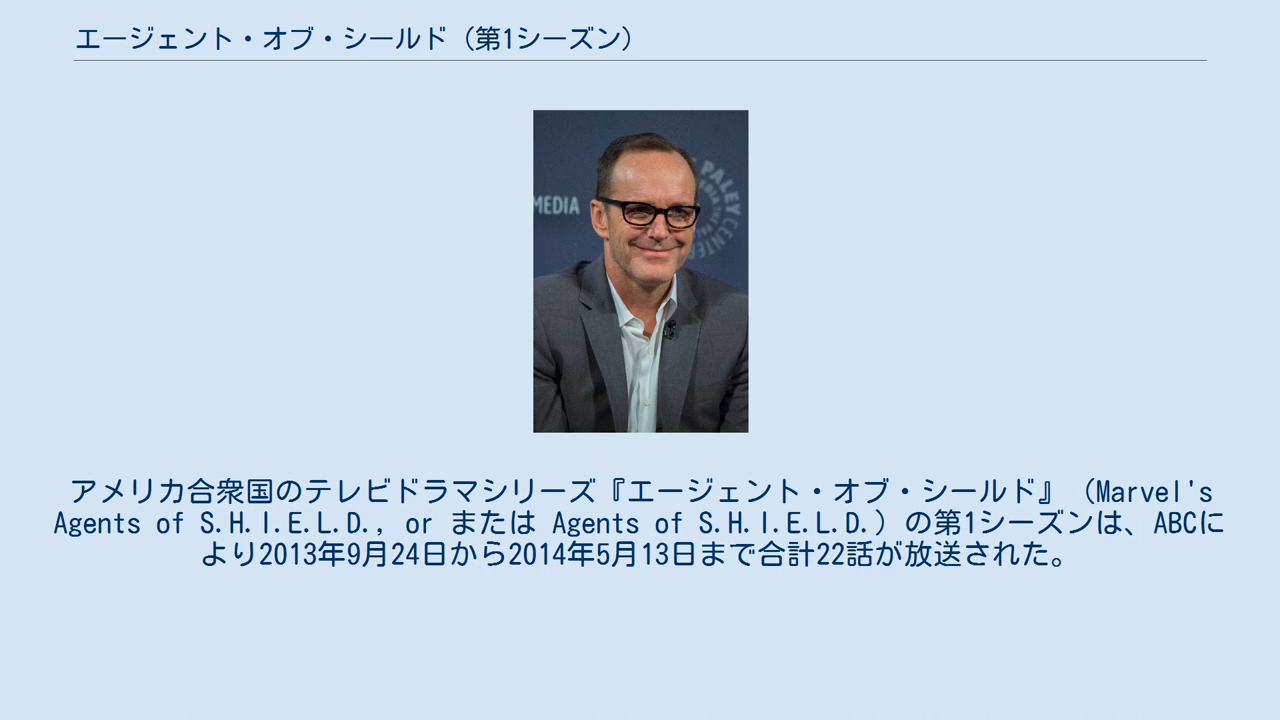 エージェント・オブ・シールド（第1シーズン）
MEDIA
PALEY CENTER
アメリカ合衆国のテレビドラマシリーズ『エージェント・オブ・シールド』（Marvel's
Agents of S.H.I.E.L.D., or または Agents of S.H.I.E.L.D.）の第1シーズンは、ABCに
より2013年9月24日から2014年5月13日まで合計22話が放送された。